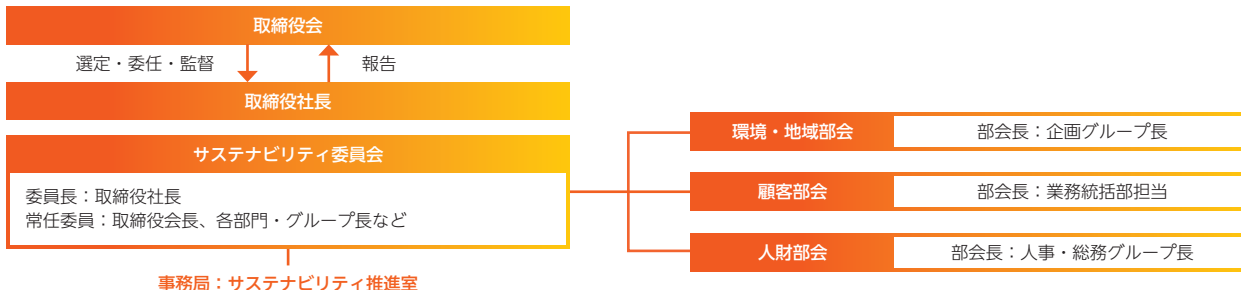 取締役会
選定・委任・監督
報告
取締役社長
サステナビリティ委員会
委員長：取締役社長
常任委員：取締役会長、各部門・グループ長など
事務局：サステナビリティ推進室
環境・地域部会
部会長：企画グループ長
顧客部会
部会長：業務統括部担当
人財部会
部会長：人事・総務グループ長